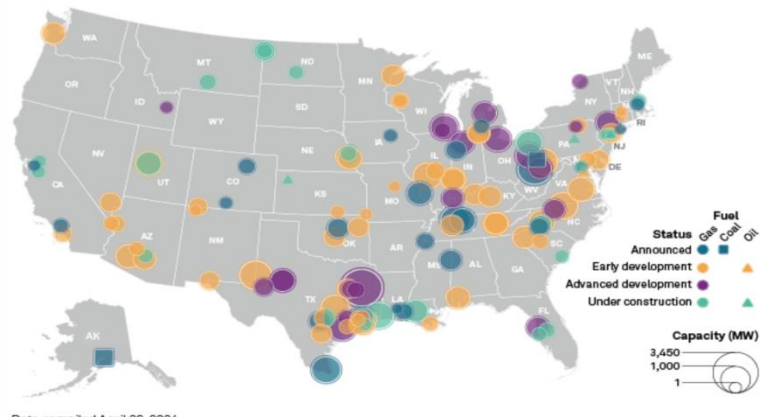 WA
ME
MT
ND
MN
OR
VT
NH
ID
SD
WI
NY
WY
RI
IA
PA
NE
NJ
NV
IL
IN
OH
DE
UT
CO
WV
CA
KS
MO
KY
VA
NC
AZ
NM
OK
AR
SC
MS
AL
GA
TX
LA
FL
AK
Fuel
Status Gas Coal Oil
Announced
Early development
Advanced development
Under construction
Capacity (MW)
3,450
1,000
1